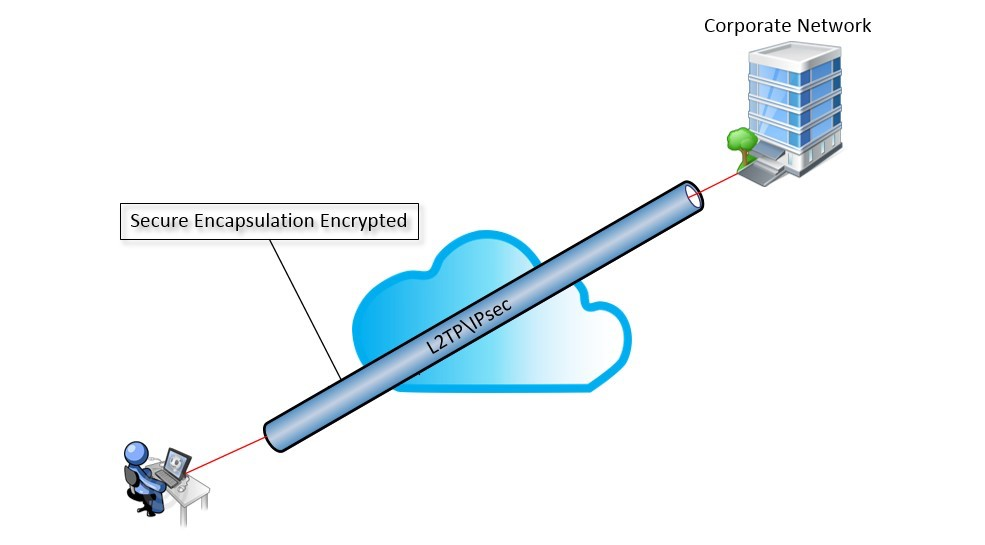 Corporate Network
Secure Encapsulation Encrypted
L2TP\IPsec